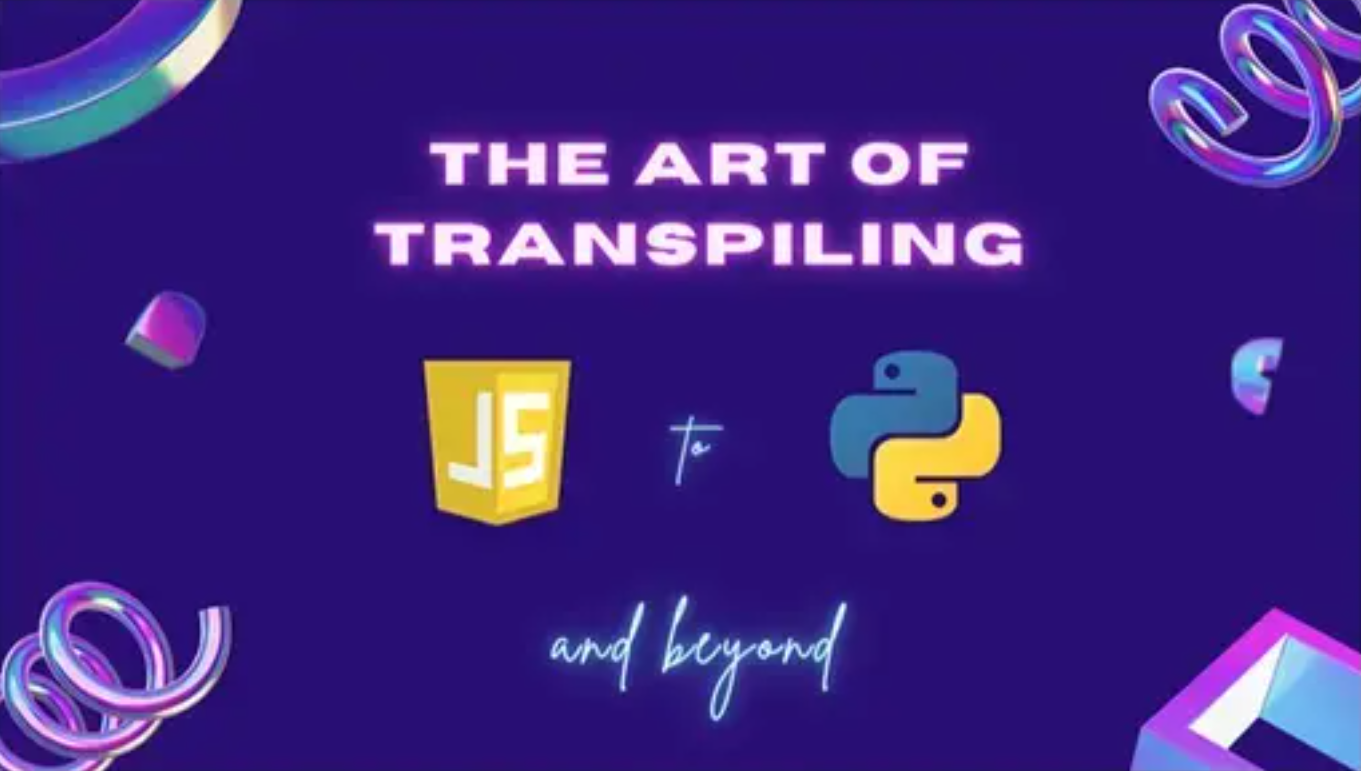 THE ART OF
TRANSPILING
JS
to
and beyond